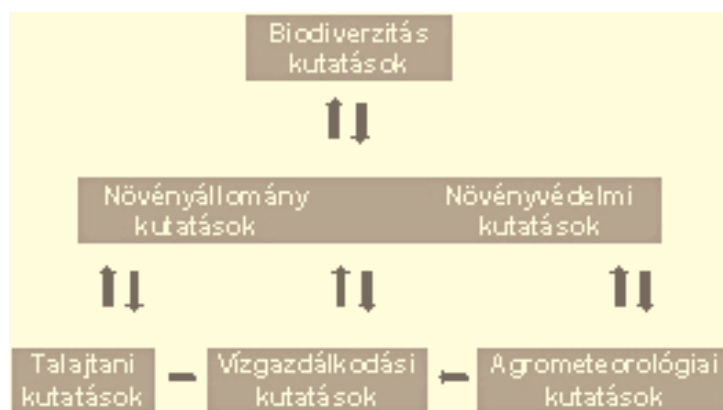 Biodiverzitás
kutatások
Növényállomány
kutatások
Növényvédelmi
kutatások
Talajtani
kutatások
Vízgazdálkodási
kutatások
Agrometeorológiai
kutatások